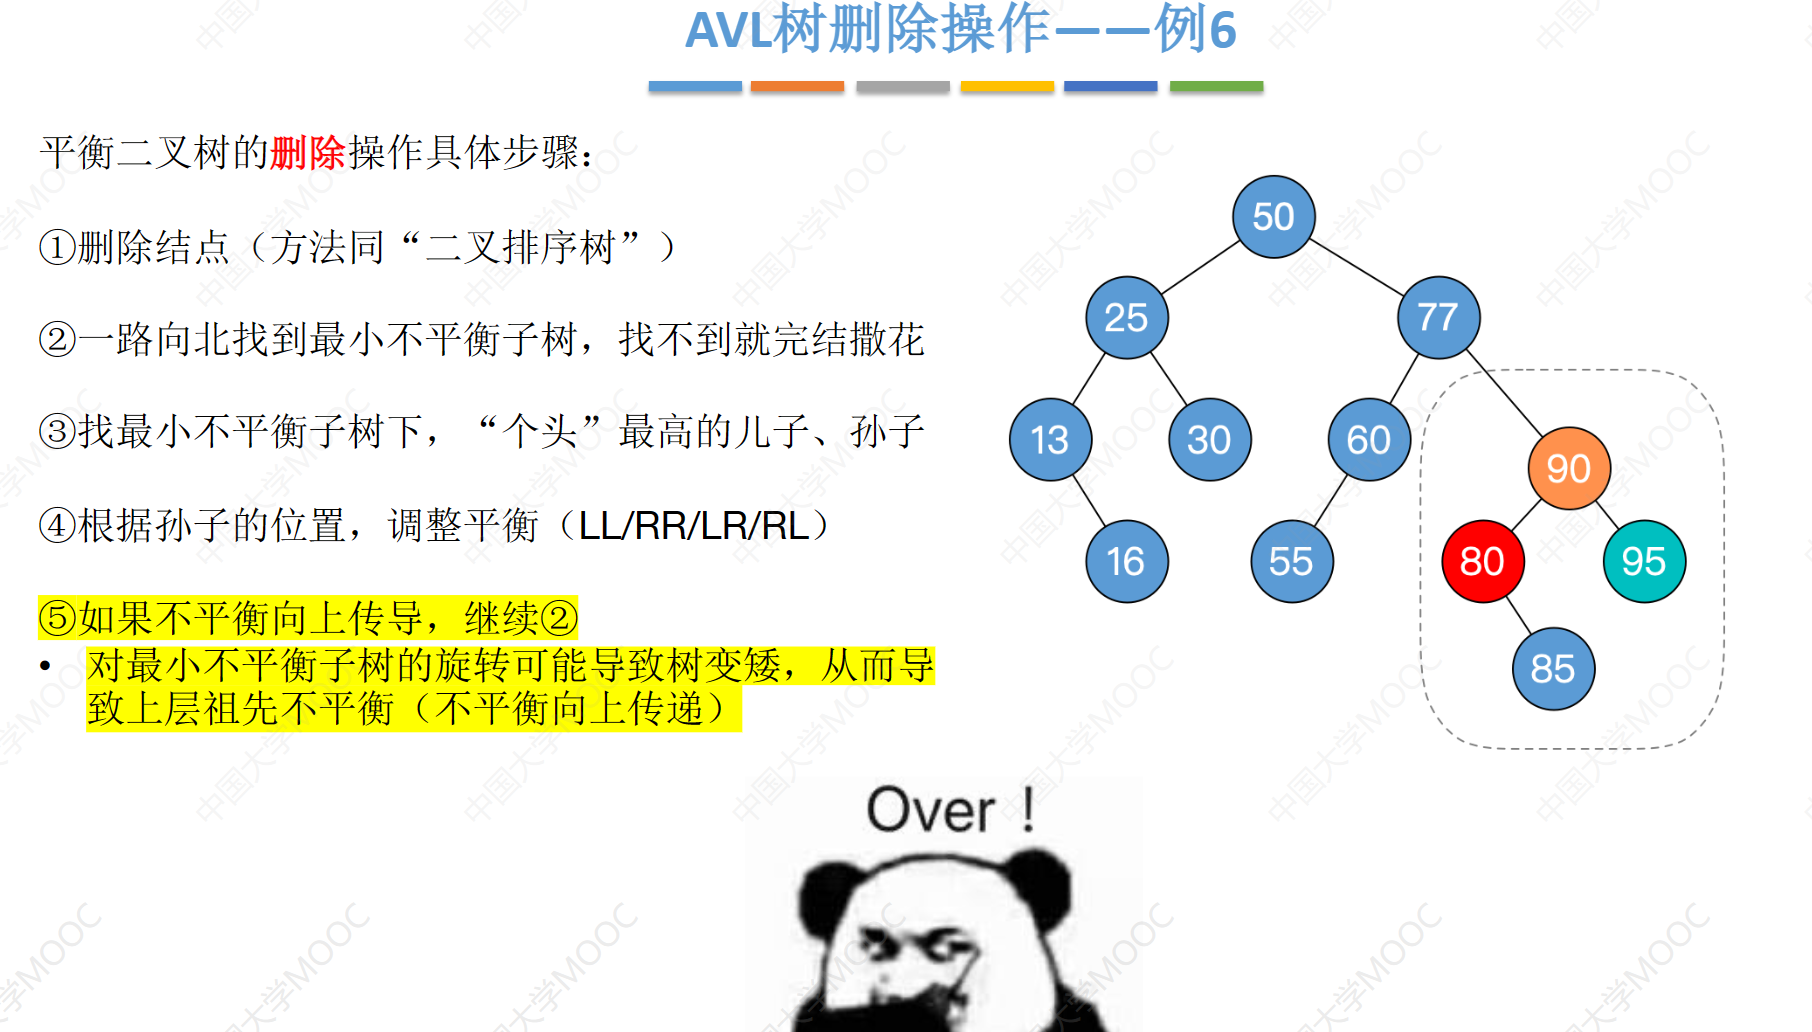 AVL树删除操作——例6
平衡二叉树的删除操作具体步骤：
①删除结点（方法同“二叉排序树”）
②一路向北找到最小不平衡子树，找不到就完结撒花
③找最小不平衡子树下，“个头”最高的儿子、孙子
④根据孙子的位置，调整平衡（LL/RR/LR/RL）
⑤如果不平衡向上传导，继续②
• 对最小不平衡子树的旋转可能导致树变矮，从而导
致上层祖先不平衡（不平衡向上传递）
50
25
77
13
30
60
90
16
55
80
95
85
Over！
中国大学MOOC